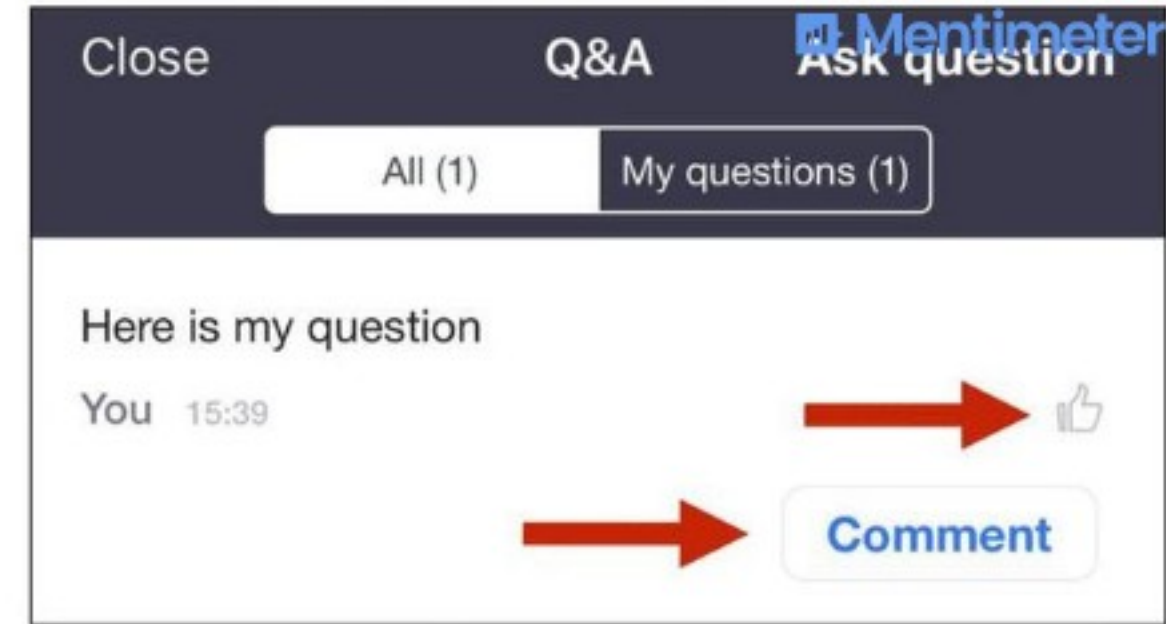 Mentimeter
Close Q&A Ask question
All (1) My questions (1)
Here is my question
You 15:39
Comment